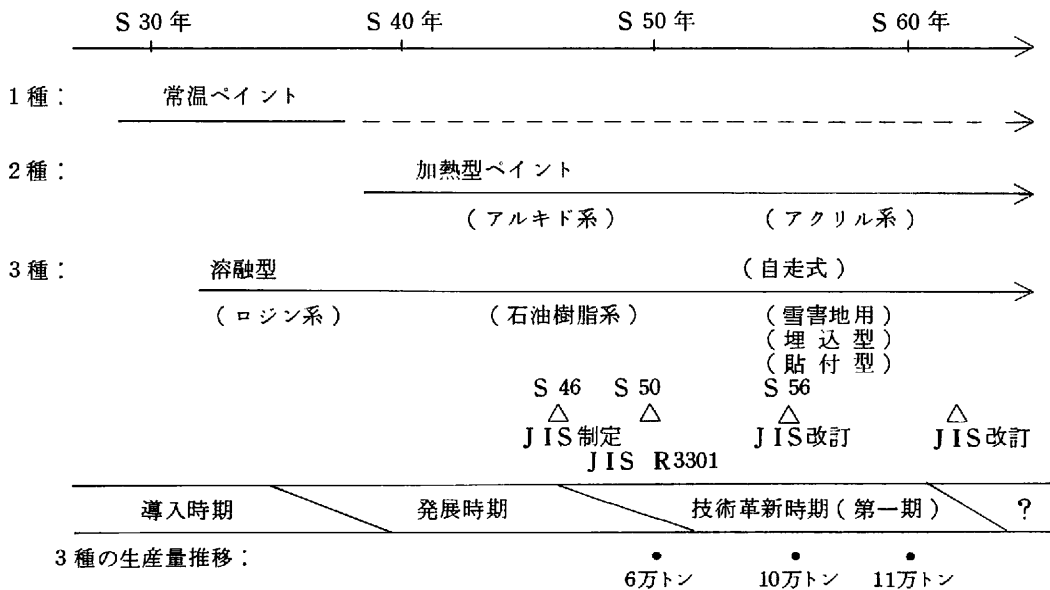 S 30 年 S 40 年 S 50 年 S 60 年
1 種： 常温ペイント
2 種： 加熱型ペイント
( アルキド系 ) ( アクリル系 )
3 種： 溶融型 ( 自走式 )
( ロジン系 ) ( 石油樹脂系 ) ( 雪害地用 )
( 埋 込 型 )
( 貼 付 型 )
S 46 S 50 S 56
△ △ △ △
JIS 制定 JIS改訂 JIS改訂
JIS R3301
導入時期 発展時期 技術革新時期 ( 第一期 ) ？
3 種の生産量推移：
6万トン 10万トン 11万トン